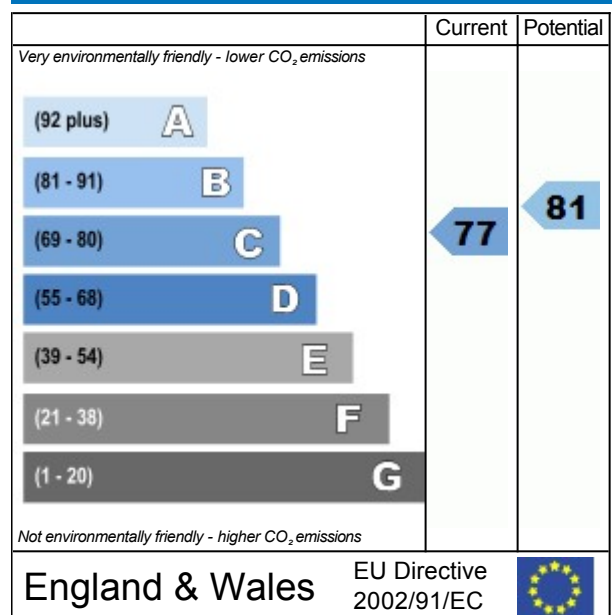 Current Potential
Very environmentally friendly - lower CO₂ emissions
(92 plus) A
(81 - 91) B
81
(69 - 80) C
77
(55 - 68) D
(39 - 54) E
(21 - 38) F
(1 - 20) G
Not environmentally friendly - higher CO₂ emissions
England & Wales
EU Directive
2002/91/EC